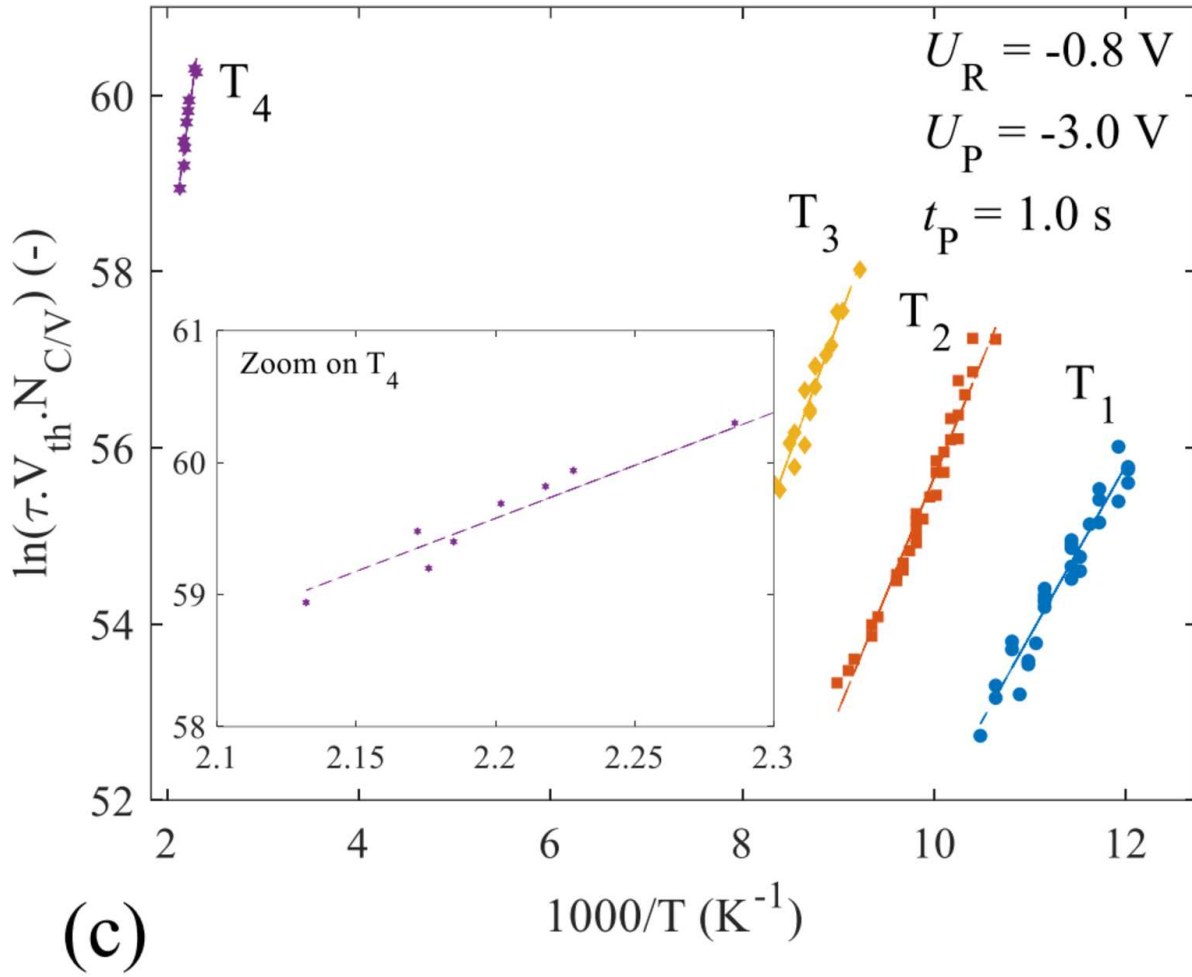 U_R = -0.8 V
U_P = -3.0 V
t_P = 1.0 s
T_4
T_3
T_2
T_1
ln(τ.V_th.N_C/V) (-)
60
58
56
54
52
Zoom on T_4
61
60
59
58
2.1 2.15 2.2 2.25 2.3
2 4 6 8 10 12
1000/T (K^-1)
(c)